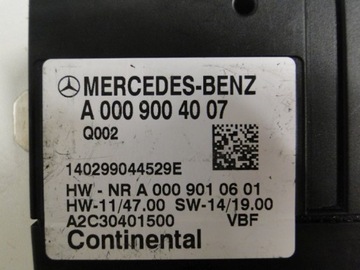 MERCEDES-BENZ
A 000 900 40 07
Q002
140299044529E
HW - NR A 000 901 06 01
HW-11/47.00 SW-14/19.00
A2C30401500 VBF
Continental